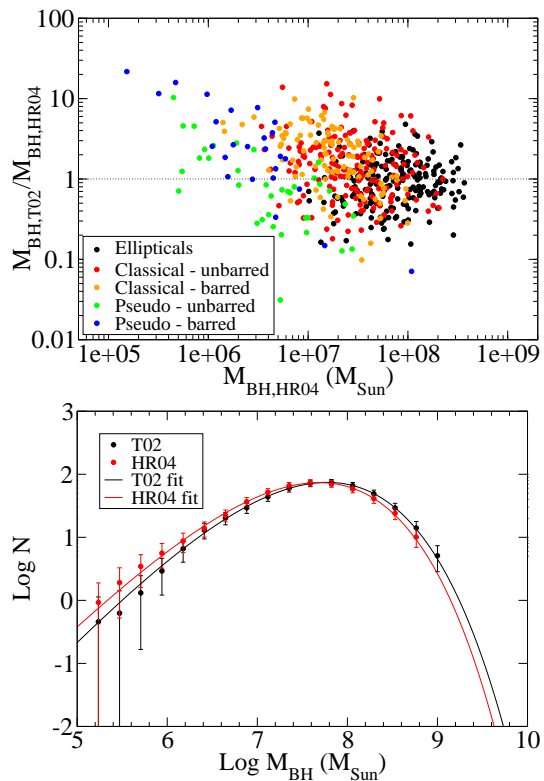 100
10
1
0.1
0.01
M_BH,T02/M_BH,HR04
Ellipticals
Classical - unbarred
Classical - barred
Pseudo - unbarred
Pseudo - barred
1e+05 1e+06 1e+07 1e+08 1e+09
M_BH,HR04 (M_Sun)
3
2
1
0
-1
-2
Log N
T02
HR04
T02 fit
HR04 fit
5 6 7 8 9 10
Log M_BH (M_Sun)